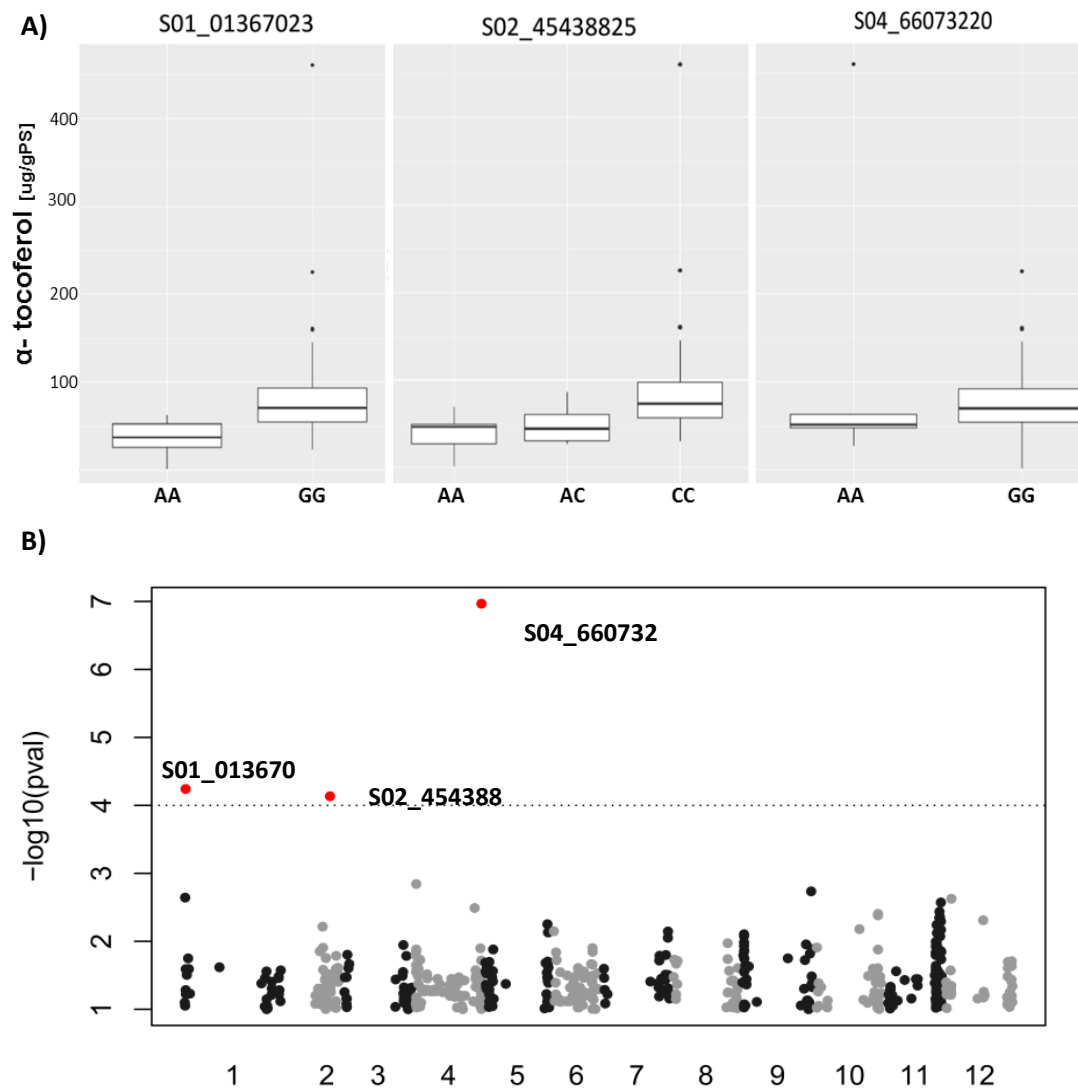 A)
S01_01367023
S02_45438825
S04_66073220
α- tocoferol [ug/gPS]
400
300
200
100
AA
GG
AA
AC
CC
AA
GG
B)
−log10(pval)
7
6
5
4
3
2
1
S04_660732
S01_013670
S02_454388
1 2 3 4 5 6 7 8 9 10 11 12